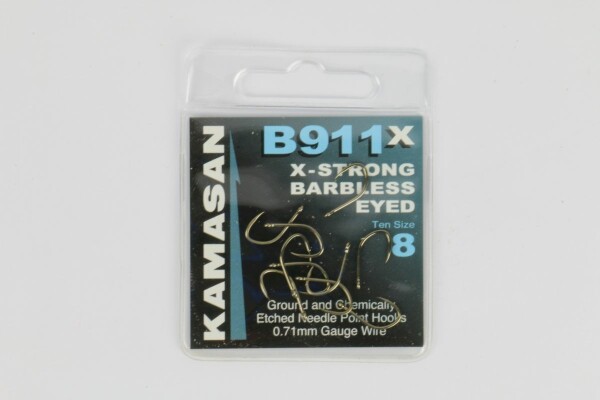 KAMASAN
B911x
X-STRONG
BARBLESS
EYED
Ten Size
8
Ground and Chemically
Etched Needle Point Hooks
0.71mm Gauge Wire